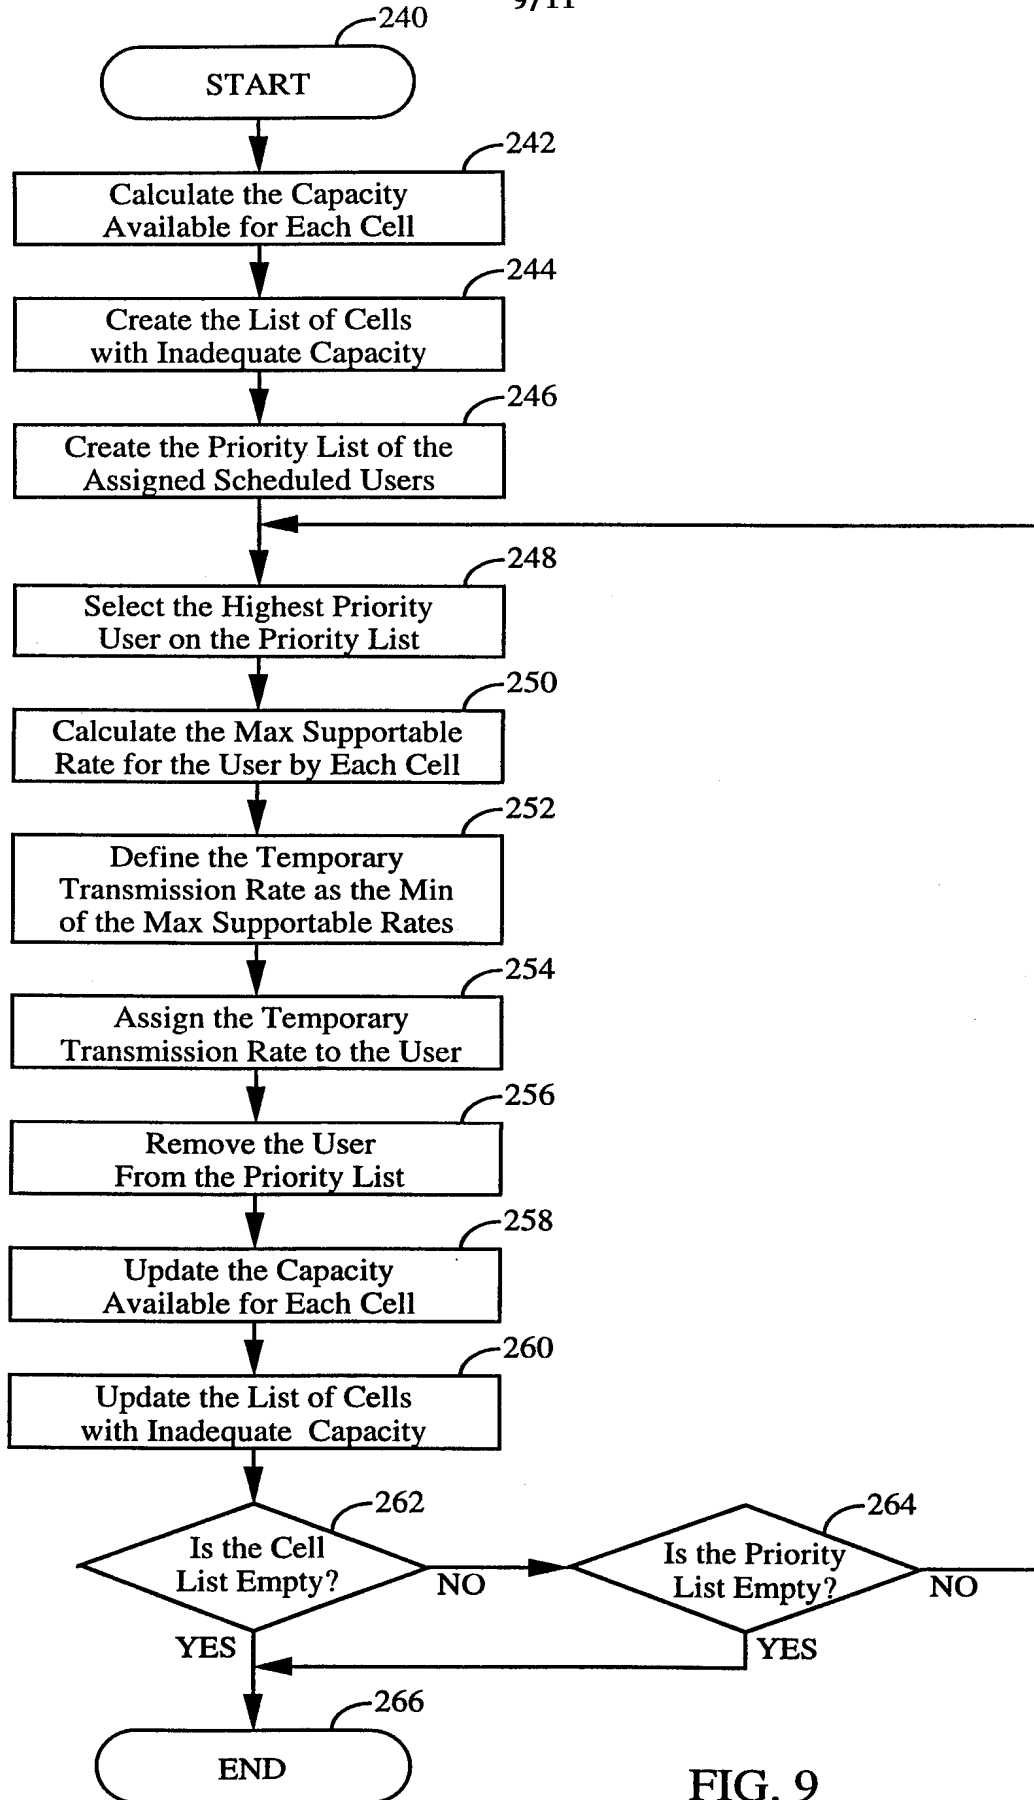 9/11
240
START
242
Calculate the Capacity
Available for Each Cell
244
Create the List of Cells
with Inadequate Capacity
246
Create the Priority List of the
Assigned Scheduled Users
248
Select the Highest Priority
User on the Priority List
250
Calculate the Max Supportable
Rate for the User by Each Cell
252
Define the Temporary
Transmission Rate as the Min
of the Max Supportable Rates
254
Assign the Temporary
Transmission Rate to the User
256
Remove the User
From the Priority List
258
Update the Capacity
Available for Each Cell
260
Update the List of Cells
with Inadequate Capacity
262
Is the Cell
List Empty?
NO
264
Is the Priority
List Empty?
NO
YES
YES
266
END
FIG. 9